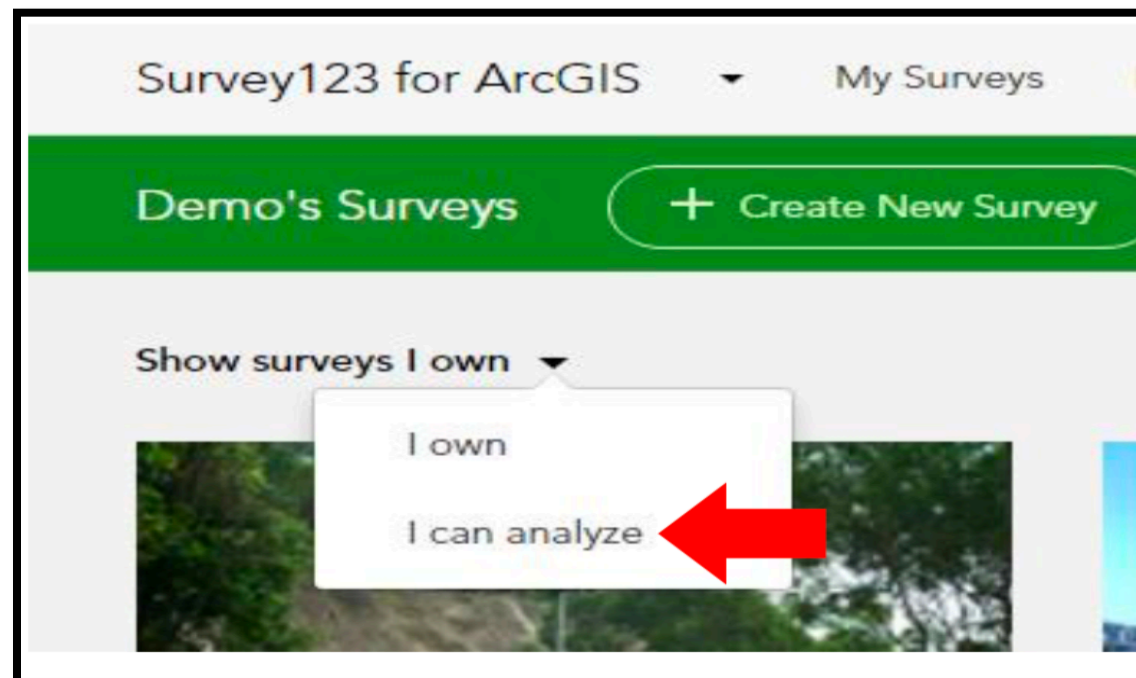 Survey123 for ArcGIS My Surveys
Demo's Surveys + Create New Survey
Show surveys I own
I own
I can analyze